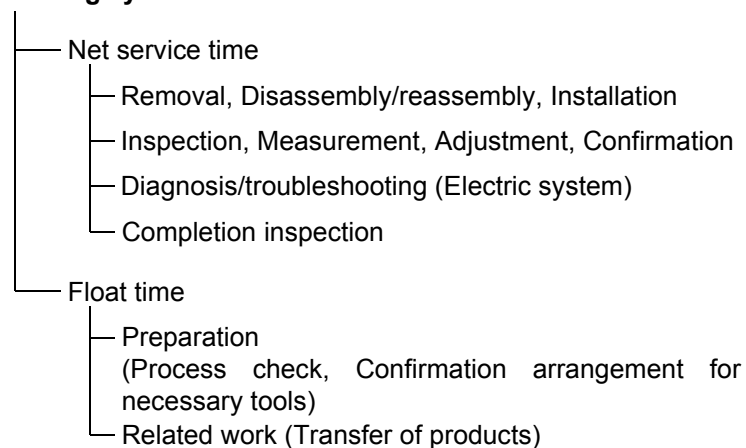 Net service time
Removal, Disassembly/reassembly, Installation
Inspection, Measurement, Adjustment, Confirmation
Diagnosis/troubleshooting (Electric system)
Completion inspection
Float time
Preparation
(Process check, Confirmation arrangement for
necessary tools)
Related work (Transfer of products)